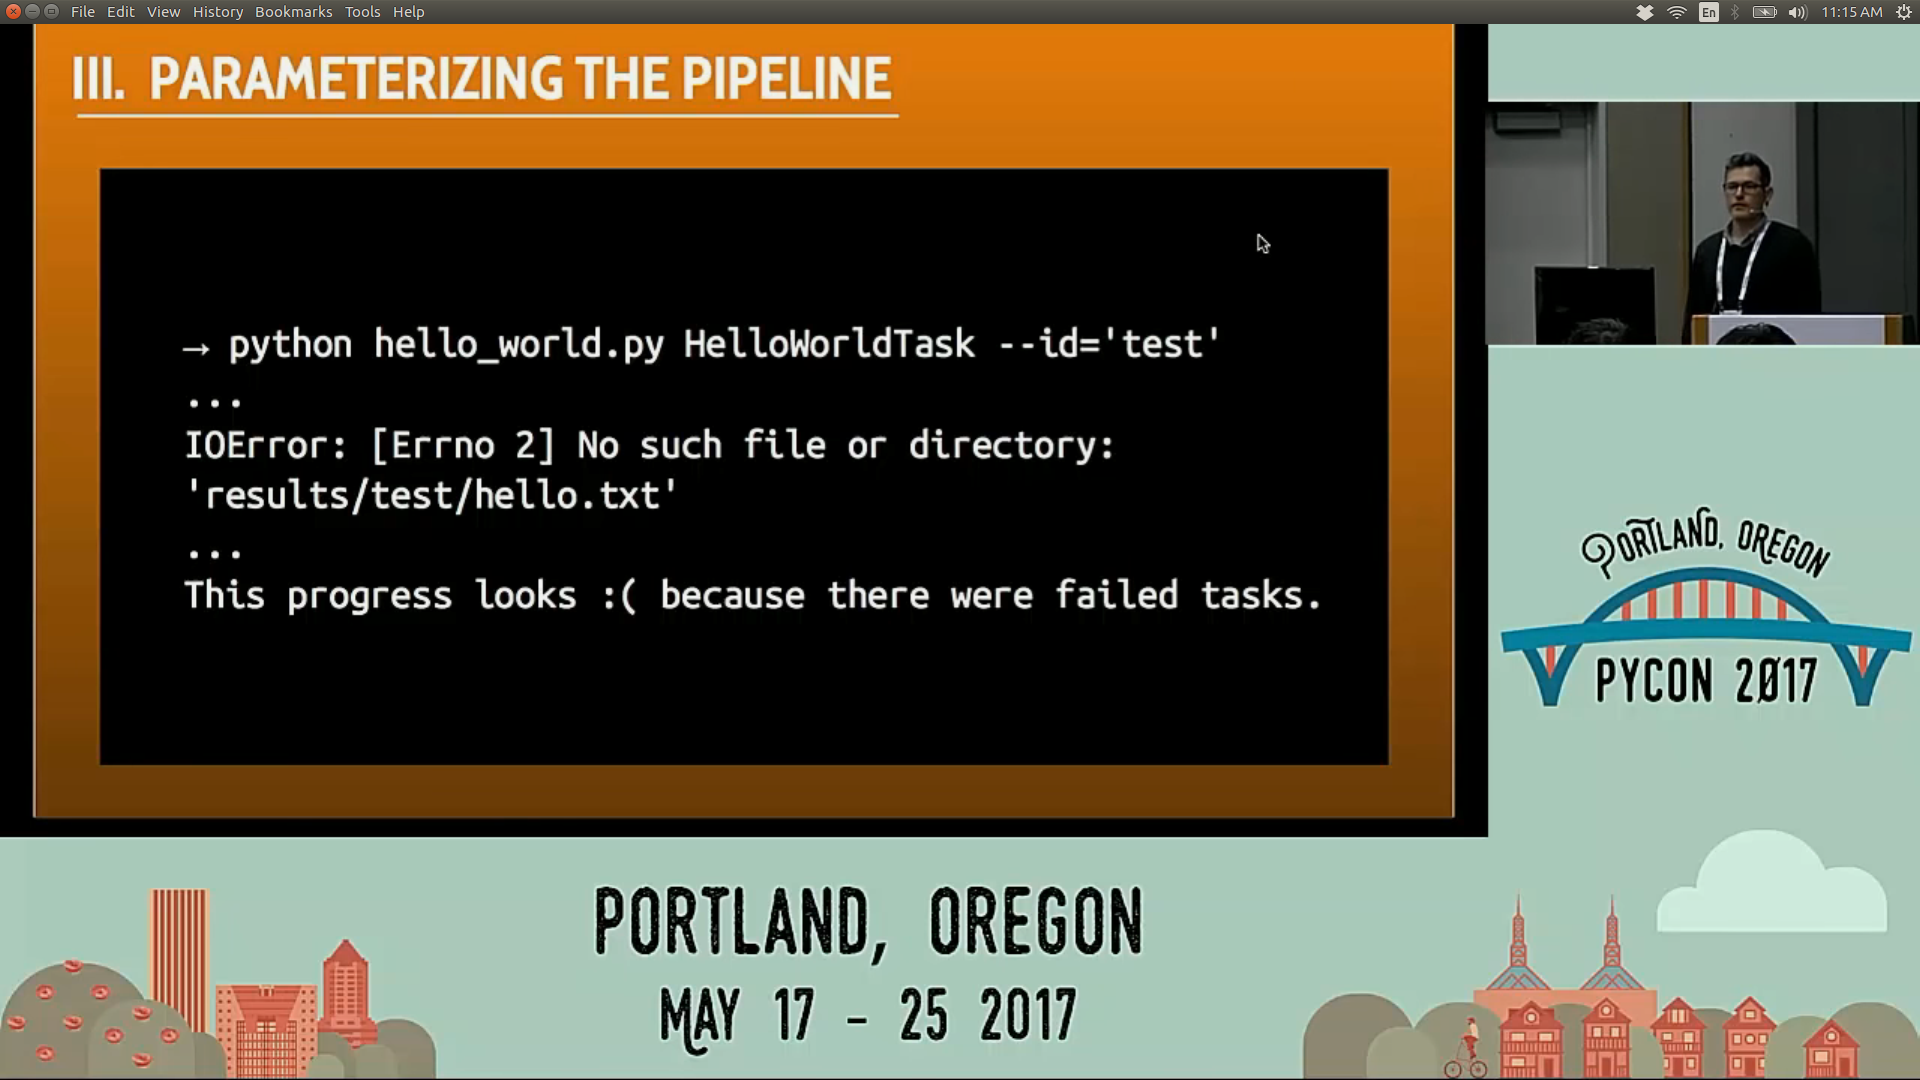 File Edit View History Bookmarks Tools Help
En
11:15 AM
III. PARAMETERIZING THE PIPELINE
→ python hello_world.py HelloWorldTask --id='test'
...
IOError: [Errno 2] No such file or directory:
'results/test/hello.txt'
...
This progress looks :( because there were failed tasks.
PORTLAND, OREGON
PYCON 2017
PORTLAND, OREGON
MAY 17 - 25 2017